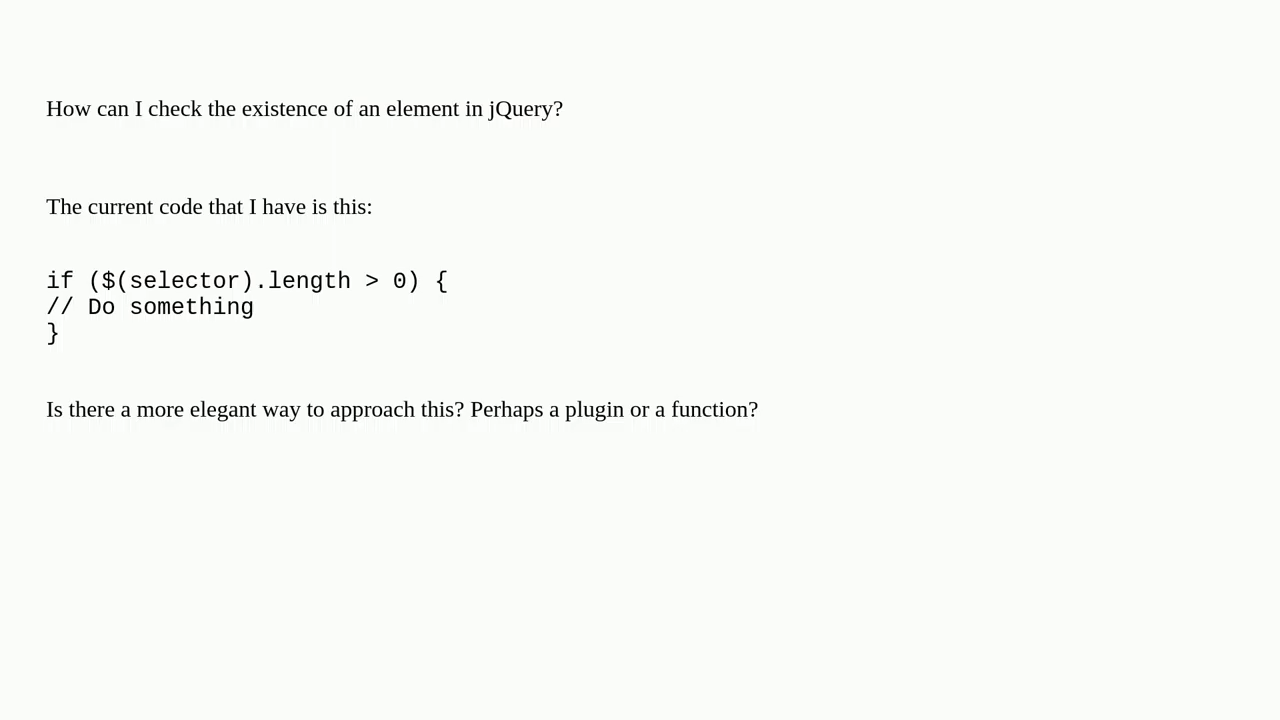 How can I check the existence of an element in jQuery?
The current code that I have is this:
if ($(selector).length > 0) {
// Do something
}
Is there a more elegant way to approach this? Perhaps a plugin or a function?